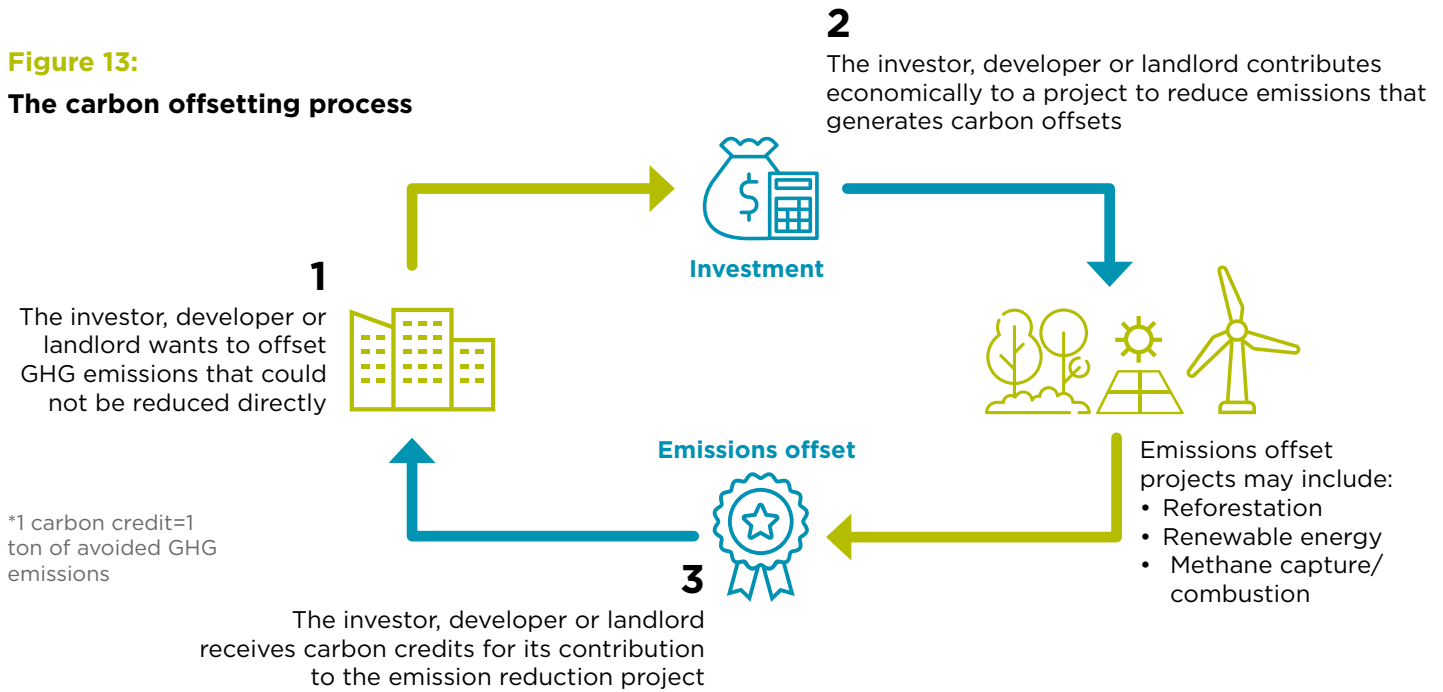 Figure 13:
The carbon offsetting process
1
The investor, developer or
landlord wants to offset
GHG emissions that could
not be reduced directly
2
The investor, developer or landlord contributes
economically to a project to reduce emissions that
generates carbon offsets
$
Investment
Emissions offset
projects may include:
• Reforestation
• Renewable energy
• Methane capture/
combustion
Emissions offset
3
The investor, developer or landlord
receives carbon credits for its contribution
to the emission reduction project
*1 carbon credit=1
ton of avoided GHG
emissions